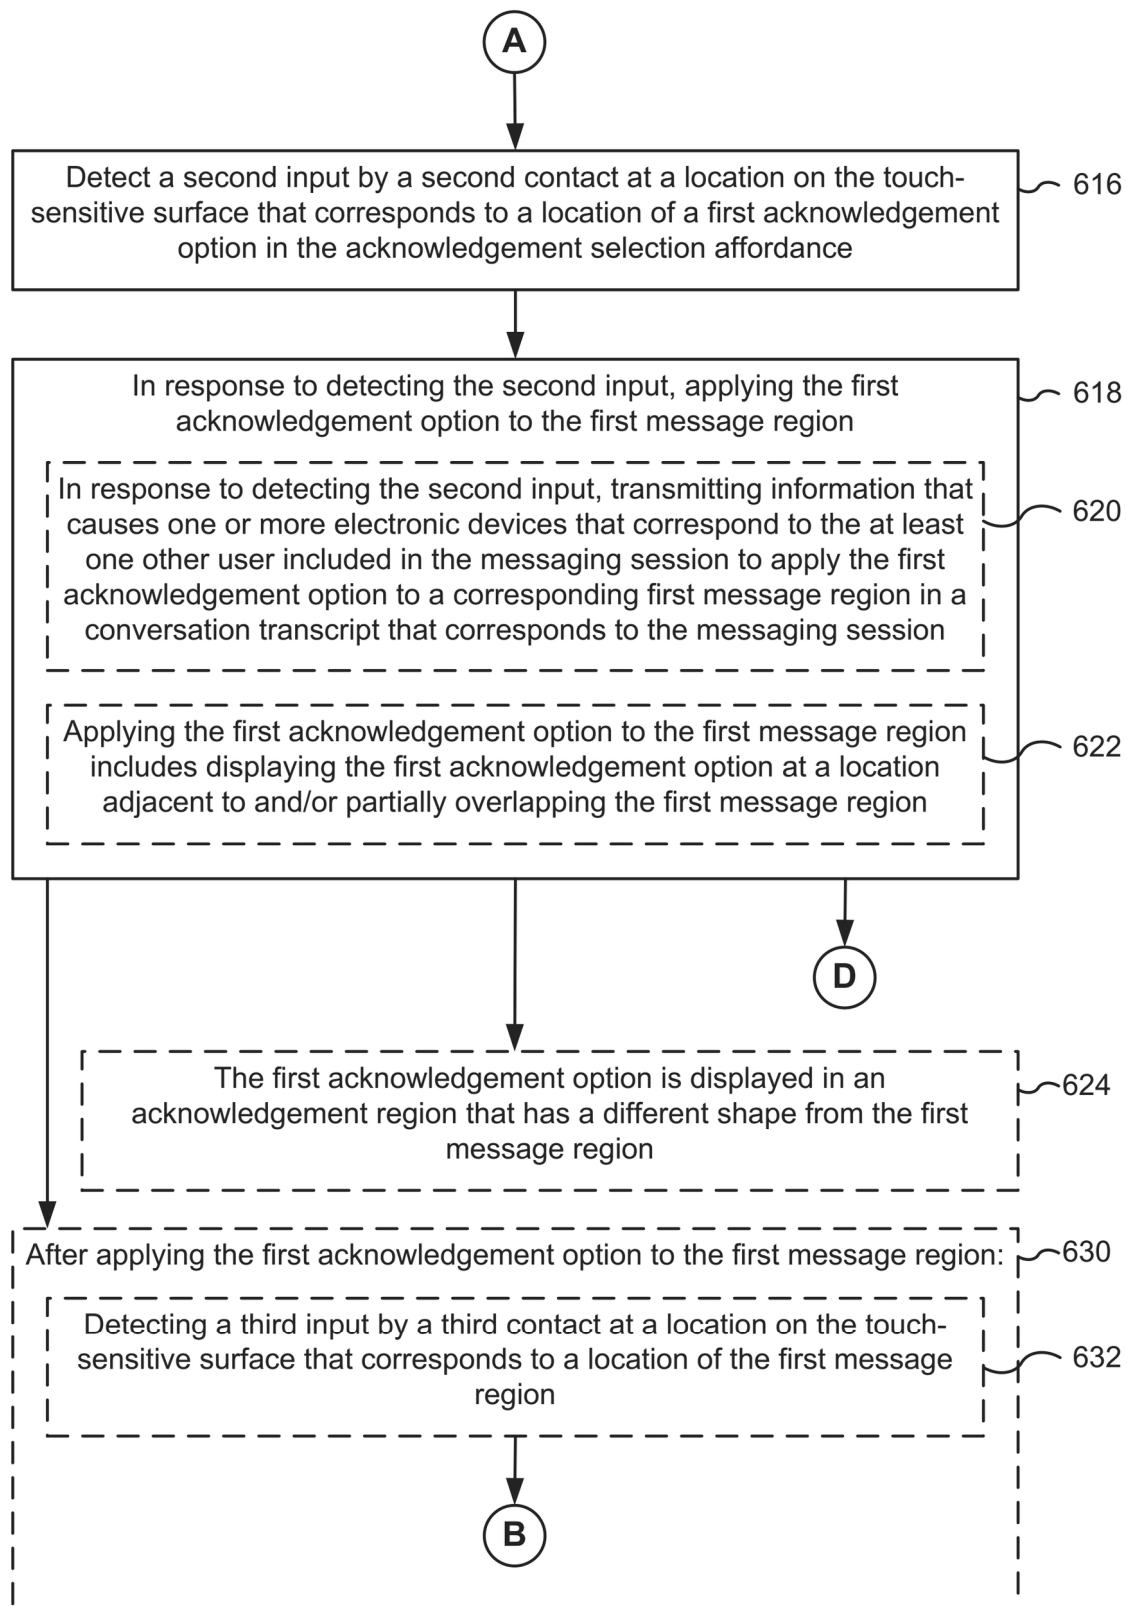 A
Detect a second input by a second contact at a location on the touch-
sensitive surface that corresponds to a location of a first acknowledgement
option in the acknowledgement selection affordance
616
In response to detecting the second input, applying the first
acknowledgement option to the first message region
618
In response to detecting the second input, transmitting information that
causes one or more electronic devices that correspond to the at least
one other user included in the messaging session to apply the first
acknowledgement option to a corresponding first message region in a
conversation transcript that corresponds to the messaging session
620
Applying the first acknowledgement option to the first message region
includes displaying the first acknowledgement option at a location
adjacent to and/or partially overlapping the first message region
622
D
The first acknowledgement option is displayed in an
acknowledgement region that has a different shape from the first
message region
624
After applying the first acknowledgement option to the first message region:
630
Detecting a third input by a third contact at a location on the touch-
sensitive surface that corresponds to a location of the first message
region
632
B